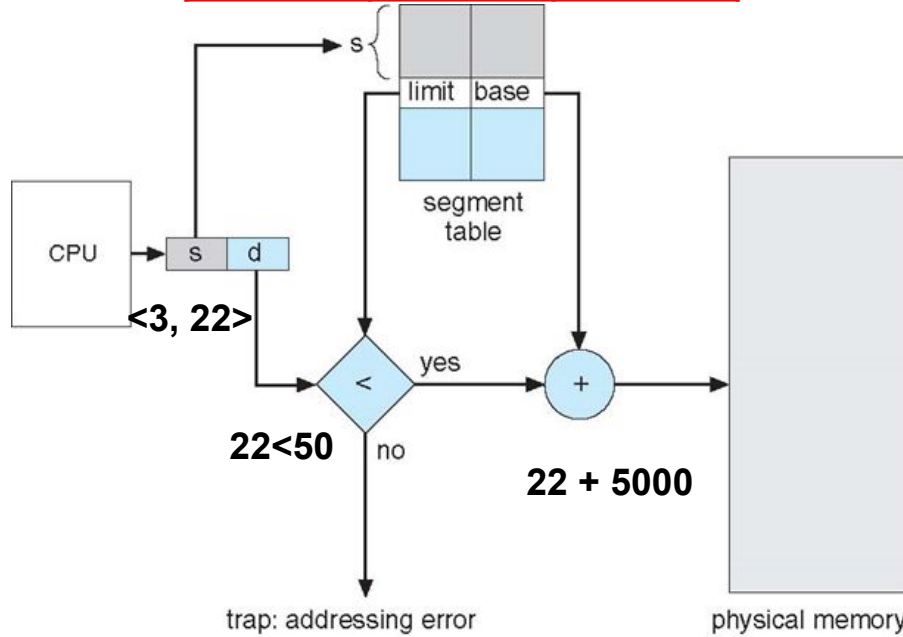 s
limit base
segment
table
CPU
s d
<3, 22>
<
yes
+
22<50
no
22 + 5000
trap: addressing error
physical memory